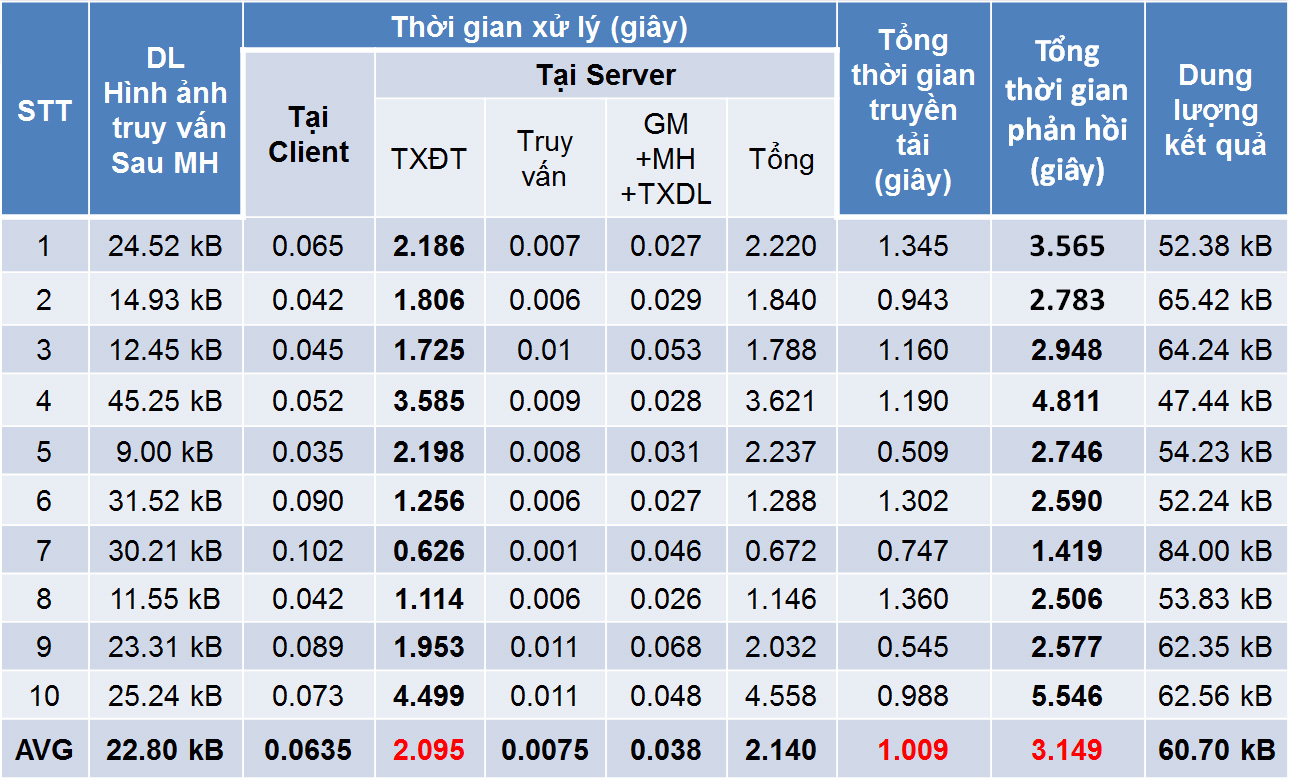 STT
DL
Hình ảnh
truy vấn
Sau MH
Thời gian xử lý (giây)
Tại
Client
Tại Server
TXĐT
Truy
vấn
GM
+MH
+TXDL
Tổng
Tổng
thời gian
truyền
tải
(giây)
Tổng
thời gian
phản hồi
(giây)
Dung
lượng
kết quả
1 24.52 kB 0.065 2.186 0.007 0.027 2.220 1.345 3.565 52.38 kB
2 14.93 kB 0.042 1.806 0.006 0.029 1.840 0.943 2.783 65.42 kB
3 12.45 kB 0.045 1.725 0.01 0.053 1.788 1.160 2.948 64.24 kB
4 45.25 kB 0.052 3.585 0.009 0.028 3.621 1.190 4.811 47.44 kB
5 9.00 kB 0.035 2.198 0.008 0.031 2.237 0.509 2.746 54.23 kB
6 31.52 kB 0.090 1.256 0.006 0.027 1.288 1.302 2.590 52.24 kB
7 30.21 kB 0.102 0.626 0.001 0.046 0.672 0.747 1.419 84.00 kB
8 11.55 kB 0.042 1.114 0.006 0.026 1.146 1.360 2.506 53.83 kB
9 23.31 kB 0.089 1.953 0.011 0.068 2.032 0.545 2.577 62.35 kB
10 25.24 kB 0.073 4.499 0.011 0.048 4.558 0.988 5.546 62.56 kB
AVG 22.80 kB 0.0635 2.095 0.0075 0.038 2.140 1.009 3.149 60.70 kB